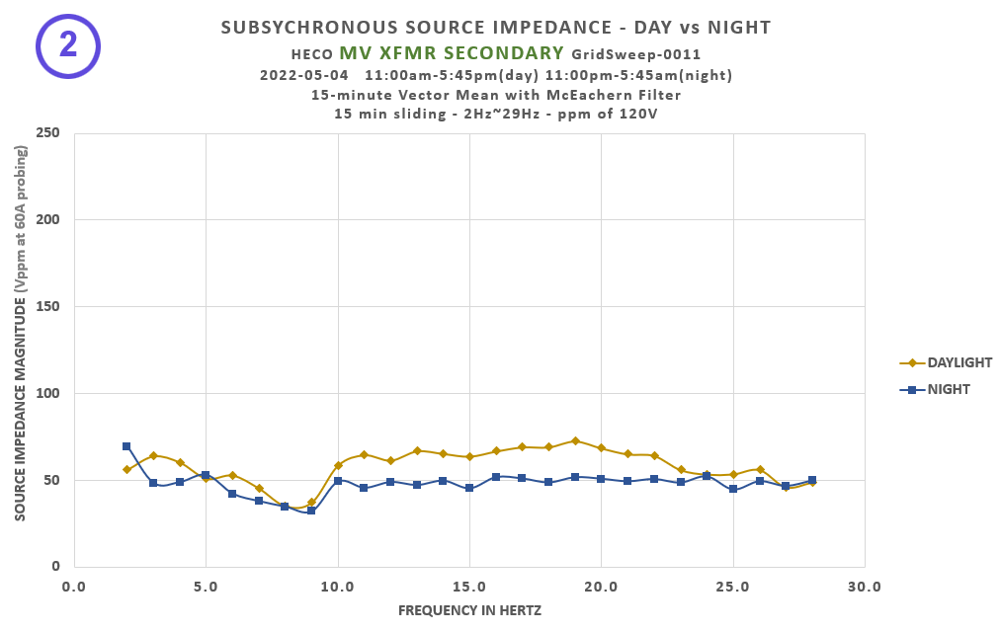 2
SUBSYCHRONOUS SOURCE IMPEDANCE - DAY vs NIGHT
HECO MV XFMR SECONDARY GridSweep-0011
2022-05-04 11:00am-5:45pm(day) 11:00pm-5:45am(night)
15-minute Vector Mean with McEachern Filter
15 min sliding - 2Hz~29Hz - ppm of 120V
SOURCE IMPEDANCE MAGNITUDE (Vppm at 60A probing)
250
200
150
100
50
0
0.0 5.0 10.0 15.0 20.0 25.0 30.0
FREQUENCY IN HERTZ
DAYLIGHT
NIGHT